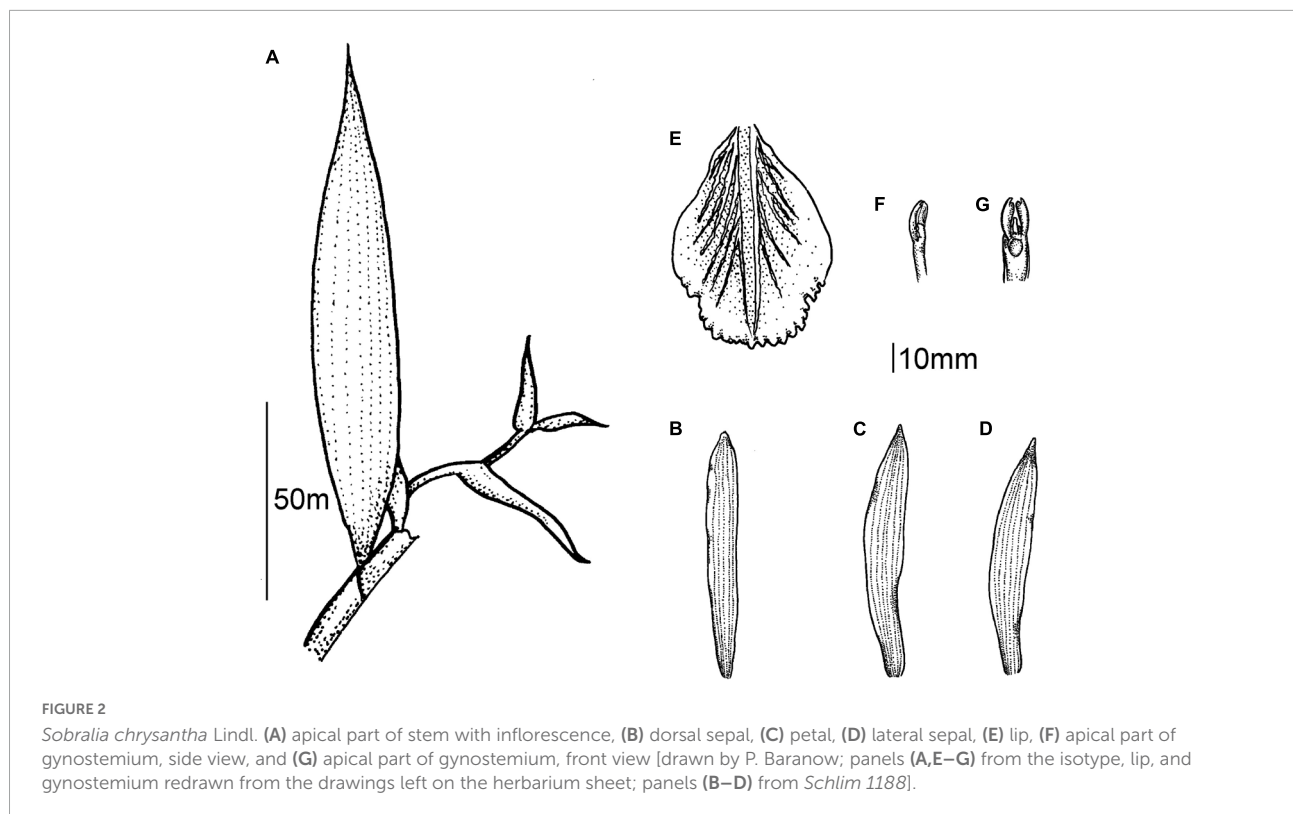 A
E
F
G
10mm
B
C
D
50m
FIGURE 2
Sobralia chrysantha Lindl. (A) apical part of stem with inflorescence, (B) dorsal sepal, (C) petal, (D) lateral sepal, (E) lip, (F) apical part of
gynostemium, side view, and (G) apical part of gynostemium, front view [drawn by P. Baranow; panels (A,E–G) from the isotype, lip, and
gynostemium redrawn from the drawings left on the herbarium sheet; panels (B–D) from Schlim 1188].